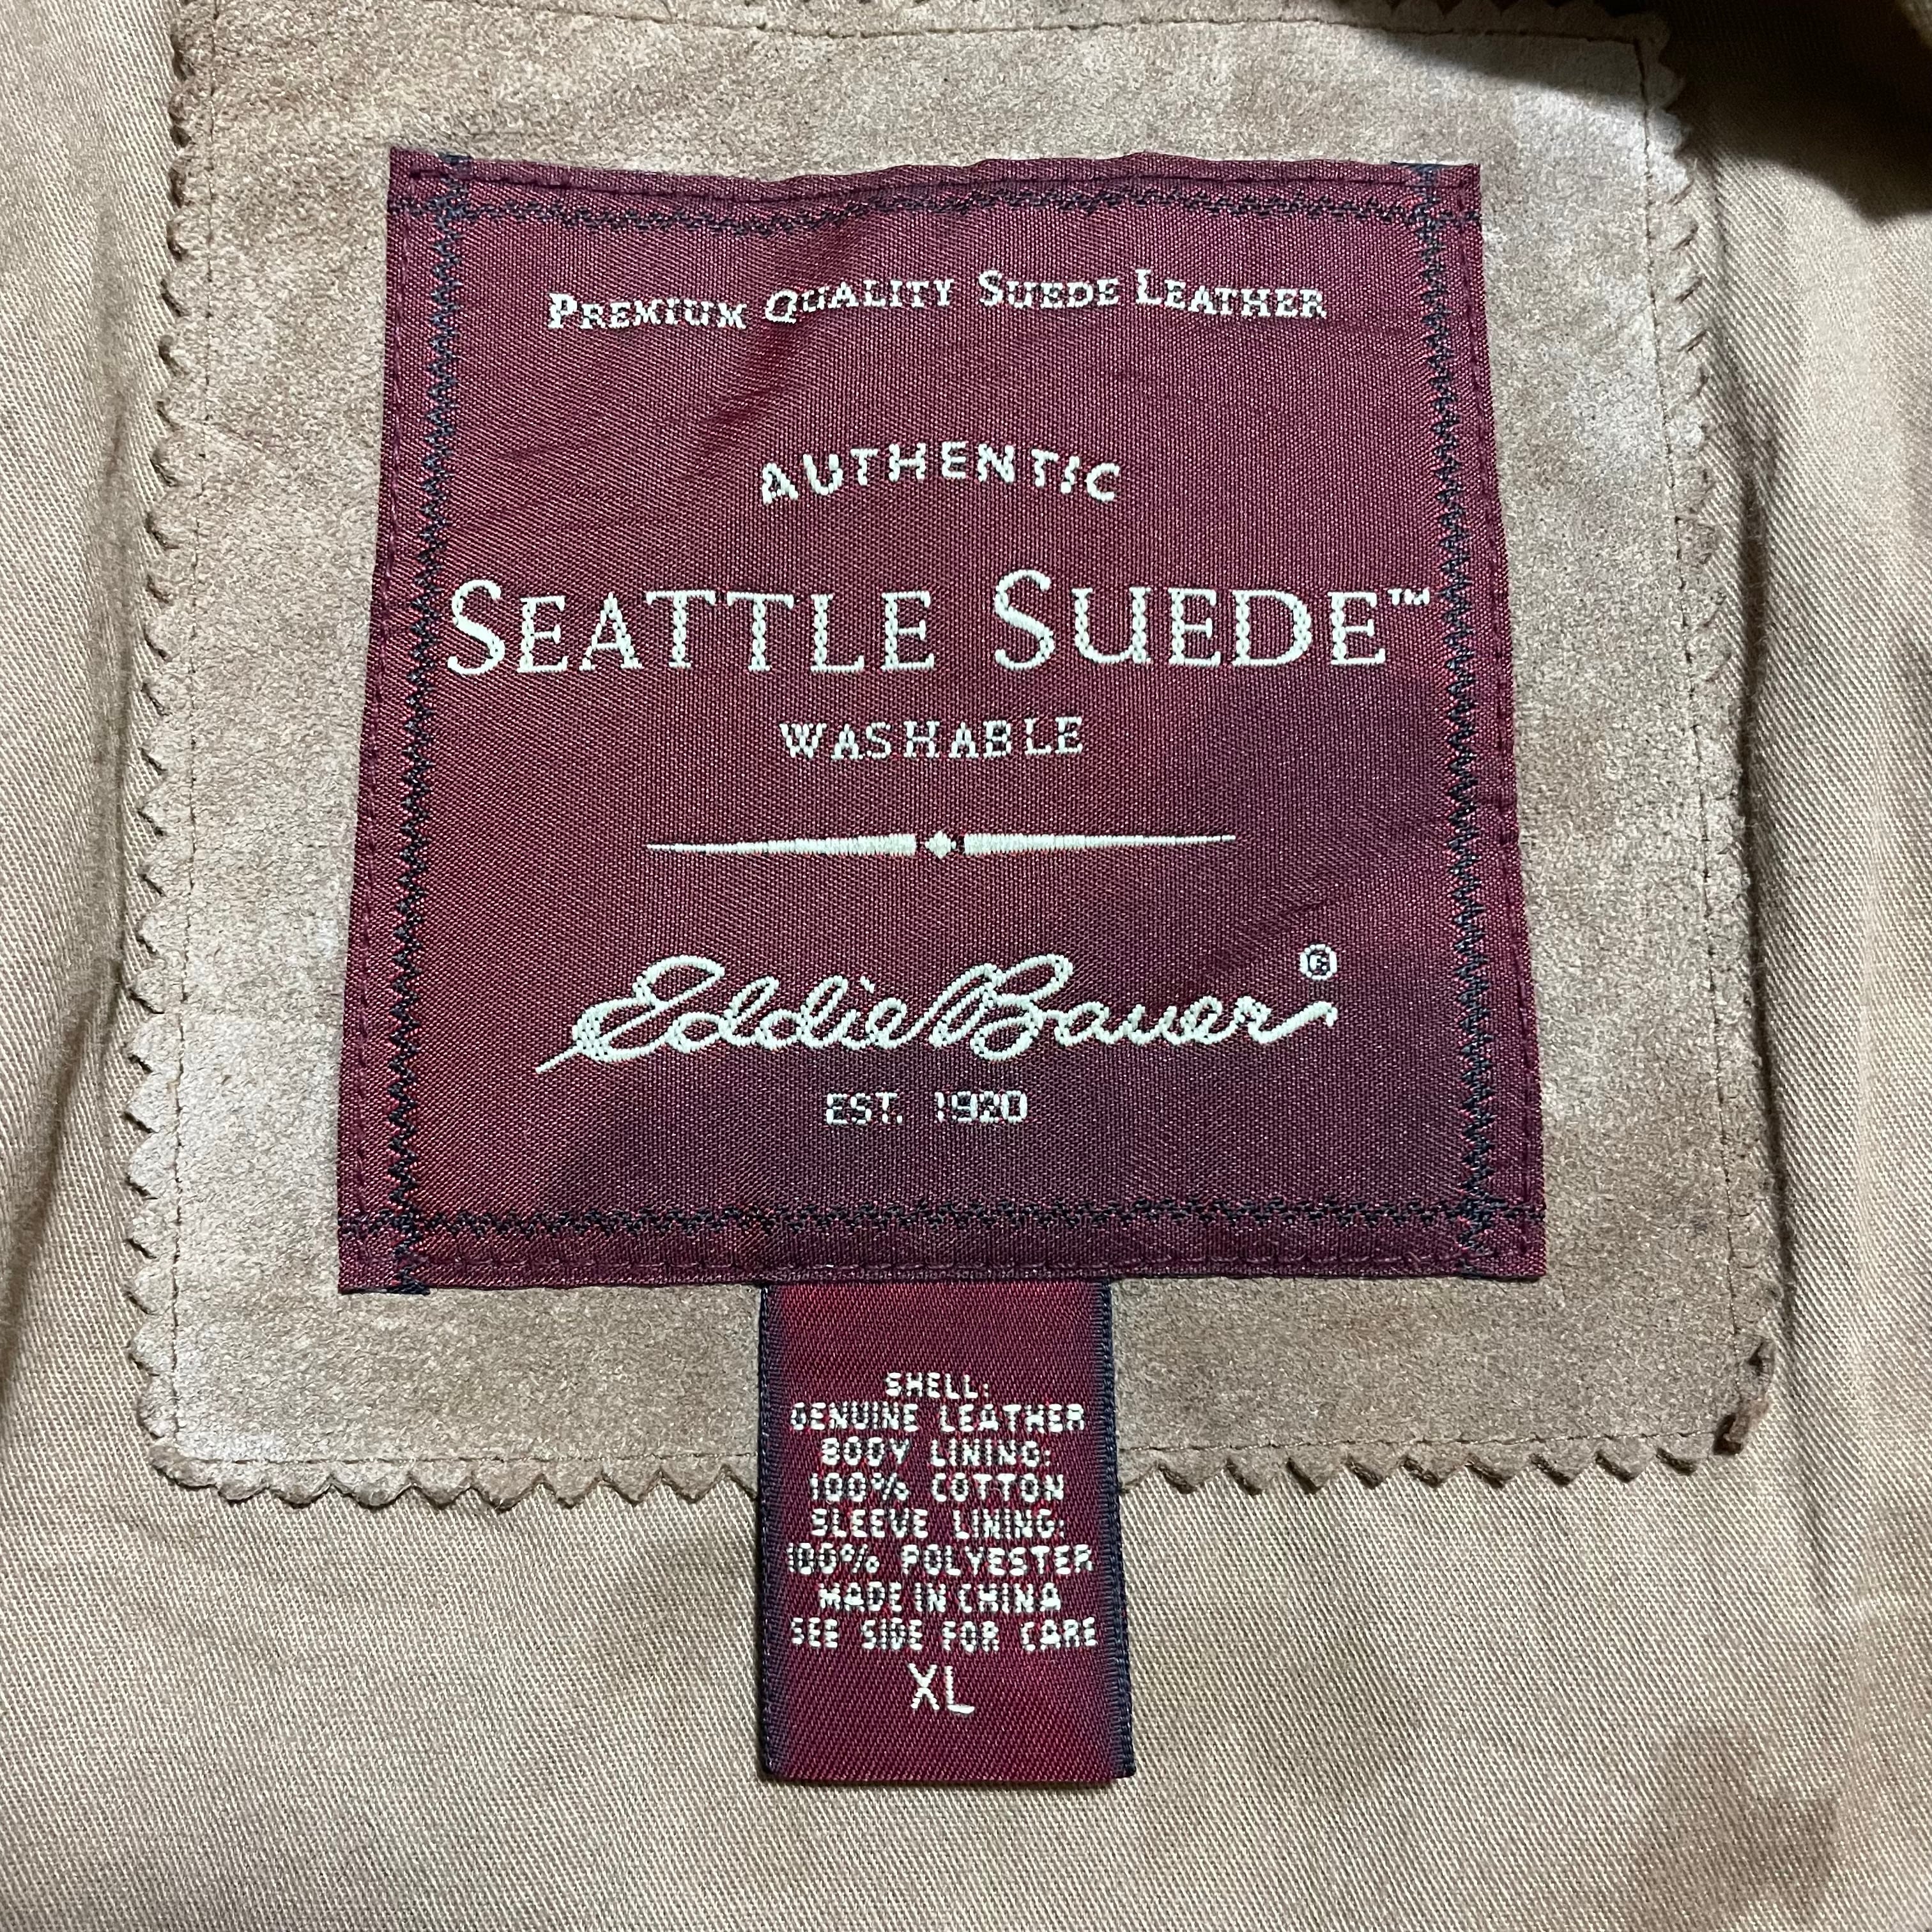 PREMIUM QUALITY SUEDE LEATHER
AUTHENTIC
SEATTLE SUEDE™
WASHABLE
Eddie Bauer®
EST. 1920
SHELL:
GENUINE LEATHER
BODY LINING:
100% COTTON
SLEEVE LINING:
100% POLYESTER
MADE IN CHINA
SEE SIDE FOR CARE
XL